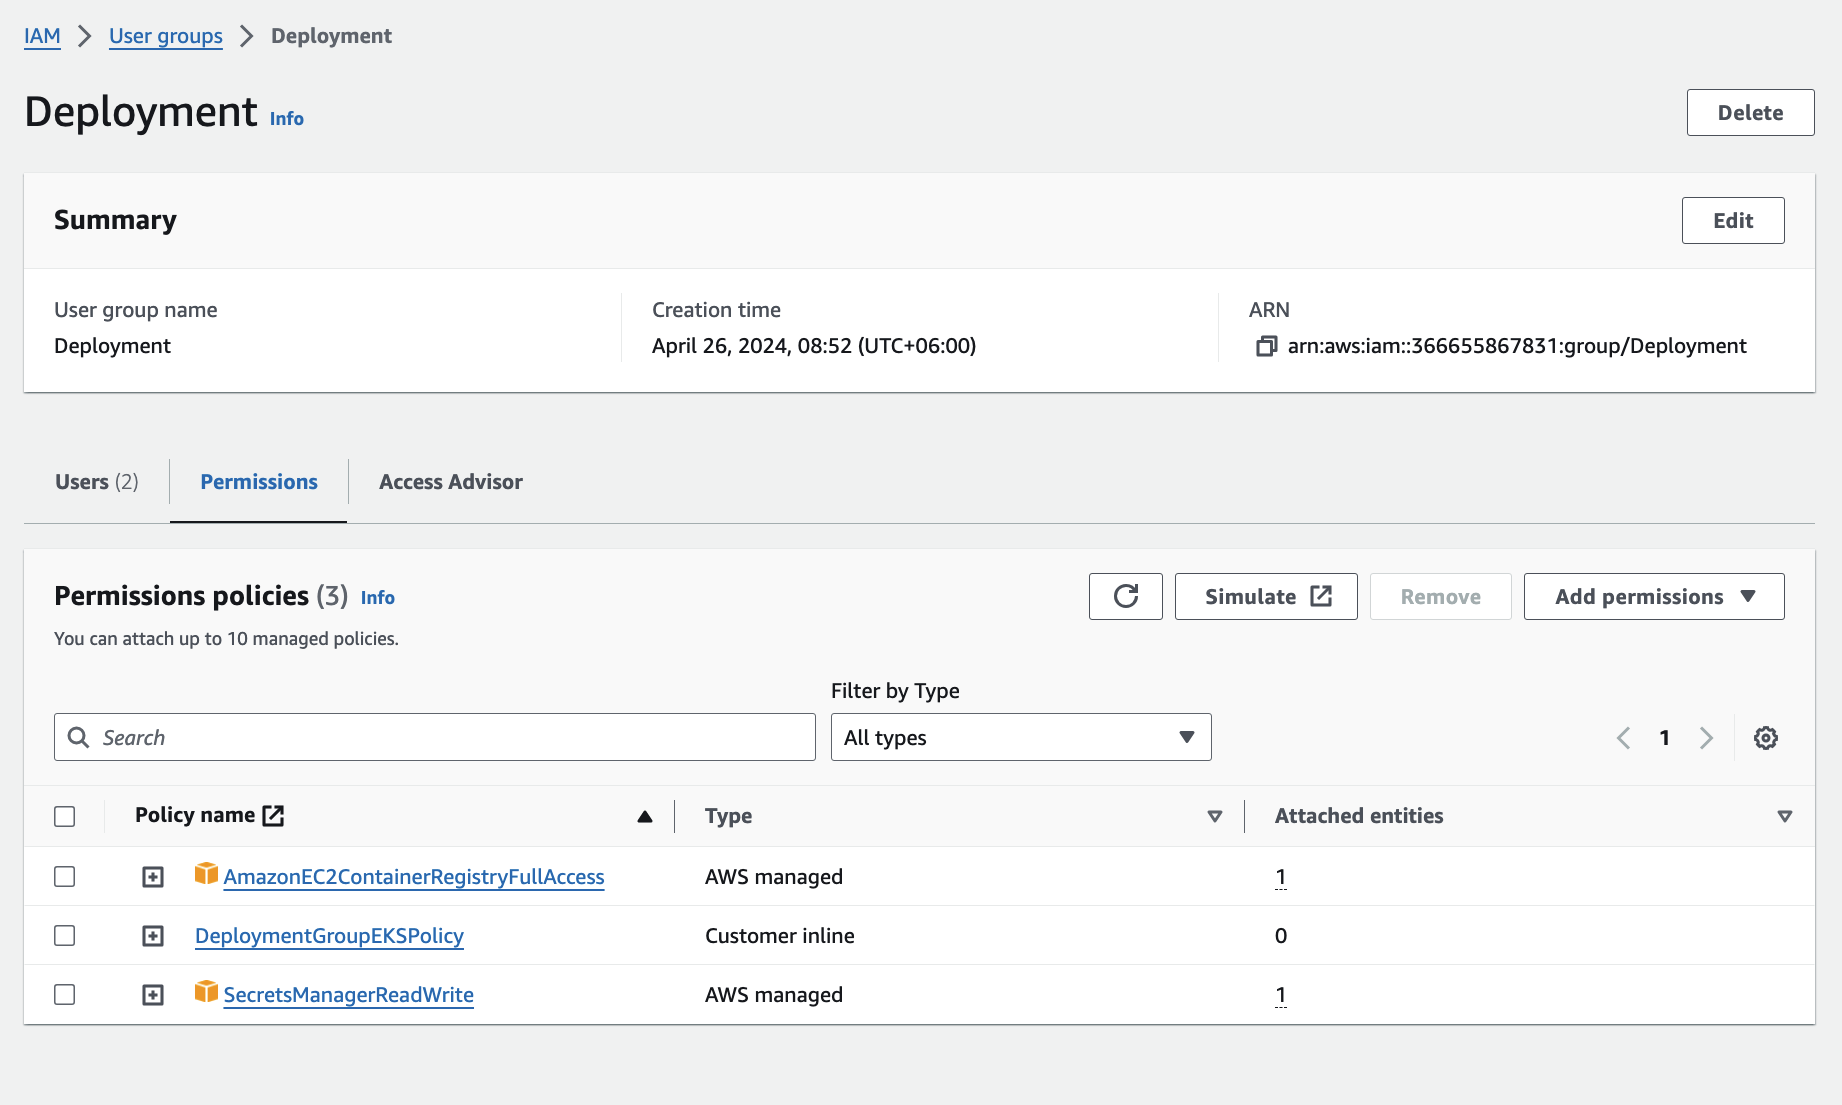 IAM > User groups > Deployment
Deployment Info
Delete
Summary
Edit
User group name
Deployment
Creation time
April 26, 2024, 08:52 (UTC+06:00)
ARN
arn:aws:iam::366655867831:group/Deployment
Users (2)
Permissions
Access Advisor
Permissions policies (3) Info
You can attach up to 10 managed policies.
Simulate
Remove
Add permissions
Filter by Type
Search
All types
1
Policy name Type Attached entities
AmazonEC2ContainerRegistryFullAccess AWS managed 1
DeploymentGroupEKSPolicy Customer inline 0
SecretsManagerReadWrite AWS managed 1